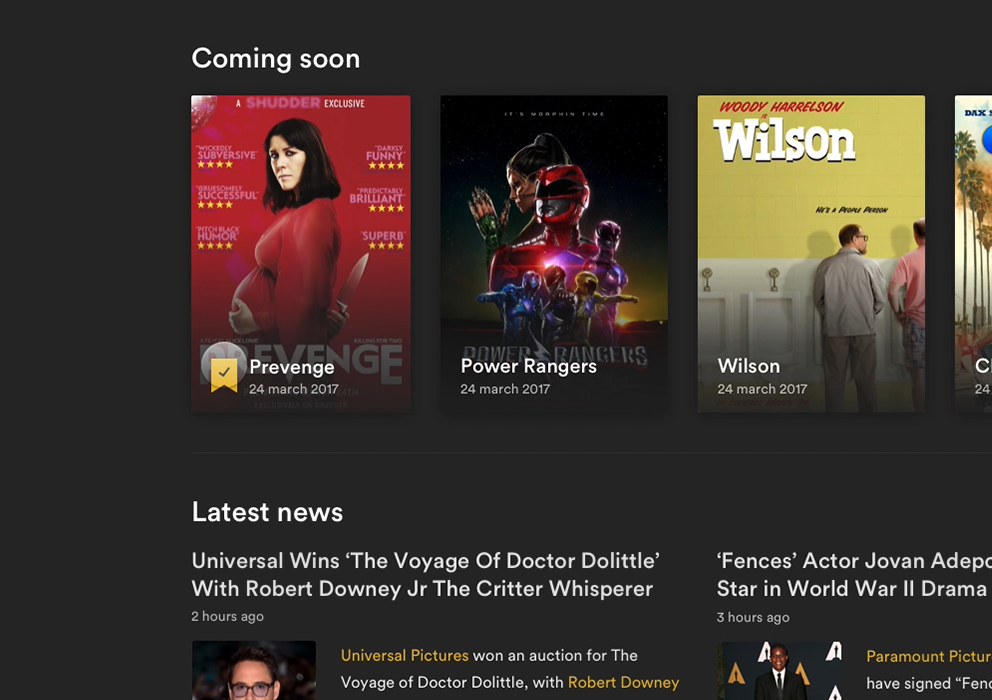 Coming soon
A SHUDDER EXCLUSIVE
"WICKEDLY SUBVERSIVE"
"DARKLY FUNNY"
"GRUESOMELY SUCCESSFUL"
"PREDICTABLY BRILLIANT"
"PITCH BLACK HUMOR"
"SUPERB"
KILLING FOR TWO
PREVENGE
Prevenge
24 march 2017
IT'S MORPHIN TIME
POWER RANGERS
Power Rangers
24 march 2017
WOODY HARRELSON
IS
Wilson
HE'S A PEOPLE PERSON
Wilson
24 march 2017
DAX S
C
24
Latest news
Universal Wins ‘The Voyage Of Doctor Dolittle’
With Robert Downey Jr The Critter Whisperer
2 hours ago
Universal Pictures won an auction for The
Voyage of Doctor Dolittle, with Robert Downey
‘Fences’ Actor Jovan Adepo
Star in World War II Drama
3 hours ago
Paramount Pictur
have signed “Fenc